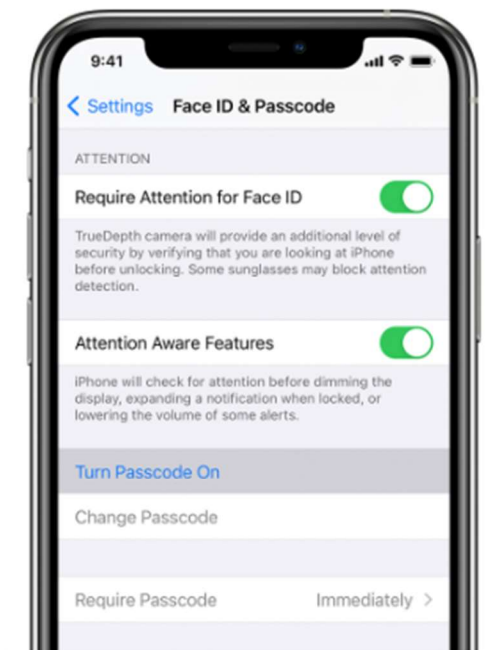 9:41
Settings Face ID & Passcode
ATTENTION
Require Attention for Face ID
TrueDepth camera will provide an additional level of
security by verifying that you are looking at iPhone
before unlocking. Some sunglasses may block attention
detection.
Attention Aware Features
iPhone will check for attention before dimming the
display, expanding a notification when locked, or
lowering the volume of some alerts.
Turn Passcode On
Change Passcode
Require Passcode Immediately